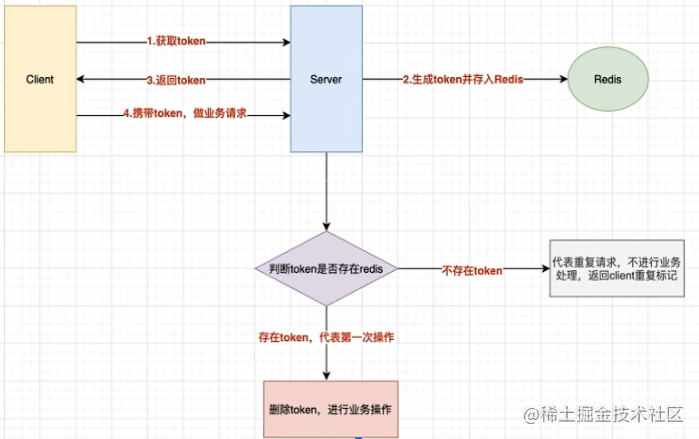 1.获取token
Client
3.返回token
Server
2.生成token并存入Redis
Redis
4.携带token，做业务请求
判断token是否存在redis
不存在token
代表重复请求，不进行业务
处理，返回client重复标记
存在token，代表第一次操作
删除token，进行业务操作
@稀土掘金技术社区